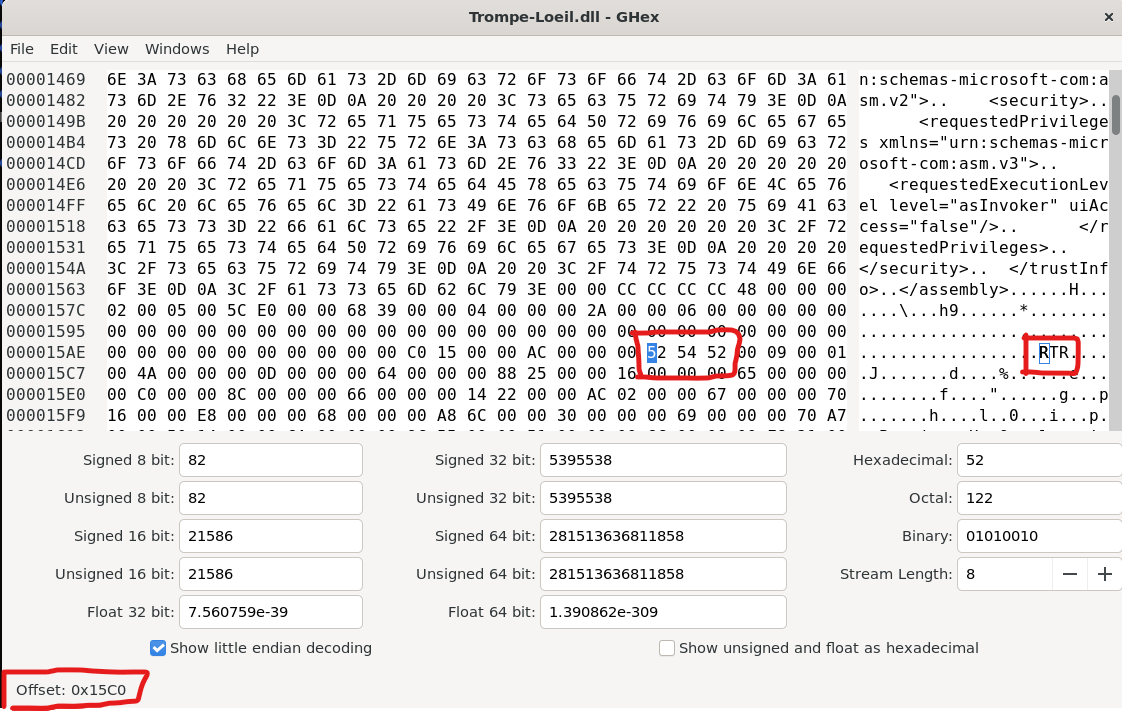 Trompe-Loeil.dll - GHex
×
File Edit View Windows Help
00001469 6E 3A 73 63 68 65 6D 61 73 2D 6D 69 63 72 6F 73 6F 66 74 2D 63 6F 6D 3A 61 n:schemas-microsoft-com:a
00001482 73 6D 2E 76 32 22 3E 0D 0A 20 20 20 20 3C 73 65 63 75 72 69 74 79 3E 0D 0A sm.v2">..    <security>..
0000149B 20 20 20 20 20 20 3C 72 65 71 75 65 73 74 65 64 50 72 69 76 69 6C 65 67 65       <requestedPrivilege
000014B4 73 20 78 6D 6C 6E 73 3D 22 75 72 6E 3A 73 63 68 65 6D 61 73 2D 6D 69 63 72 s xmlns="urn:schemas-micr
000014CD 6F 73 6F 66 74 2D 63 6F 6D 3A 61 73 6D 2E 76 33 22 3E 0D 0A 20 20 20 20 20 osoft-com:asm.v3">..
000014E6 20 20 20 3C 72 65 71 75 65 73 74 65 64 45 78 65 63 75 74 69 6F 6E 4C 65 76    <requestedExecutionLev
000014FF 65 6C 20 6C 65 76 65 6C 3D 22 61 73 49 6E 76 6F 6B 65 72 22 20 75 69 41 63 el level="asInvoker" uiAc
00001518 63 65 73 73 3D 22 66 61 6C 73 65 22 2F 3E 0D 0A 20 20 20 20 20 20 3C 2F 72 cess="false"/>..      </r
00001531 65 71 75 65 73 74 65 64 50 72 69 76 69 6C 65 67 65 73 3E 0D 0A 20 20 20 20 equestedPrivileges>..
0000154A 3C 2F 73 65 63 75 72 69 74 79 3E 0D 0A 20 20 3C 2F 74 72 75 73 74 49 6E 66 </security>..  </trustInf
00001563 6F 3E 0D 0A 3C 2F 61 73 73 65 6D 62 6C 79 3E 00 00 CC CC CC CC 48 00 00 00 o>..</assembly>......H...
0000157C 02 00 05 00 5C E0 00 00 68 39 00 00 04 00 00 00 2A 00 00 06 00 00 00 00 00 ....\...h9......*........
00001595 00 00 00 00 00 00 00 00 00 00 00 00 00 00 00 00 00 00 00 00 00 00 00 00 00 .........................
000015AE 00 00 00 00 00 00 00 00 00 00 C0 15 00 00 AC 00 00 00 52 54 52 00 09 00 01 ..................RTR....
000015C7 00 4A 00 00 00 0D 00 00 00 64 00 00 00 88 25 00 00 16 00 00 00 65 00 00 00 .J.......d....%......e...
000015E0 00 C0 00 00 8C 00 00 00 66 00 00 00 14 22 00 00 AC 02 00 00 67 00 00 00 70 ........f...."......g...p
000015F9 16 00 00 E8 00 00 00 68 00 00 00 A8 6C 00 00 30 00 00 00 69 00 00 00 70 A7 .......h....l..0...i...p.
Signed 8 bit: 82 Signed 32 bit: 5395538 Hexadecimal: 52
Unsigned 8 bit: 82 Unsigned 32 bit: 5395538 Octal: 122
Signed 16 bit: 21586 Signed 64 bit: 281513636811858 Binary: 01010010
Unsigned 16 bit: 21586 Unsigned 64 bit: 281513636811858 Stream Length: 8 − +
Float 32 bit: 7.560759e-39 Float 64 bit: 1.390862e-309
Show little endian decoding Show unsigned and float as hexadecimal
Offset: 0x15C0